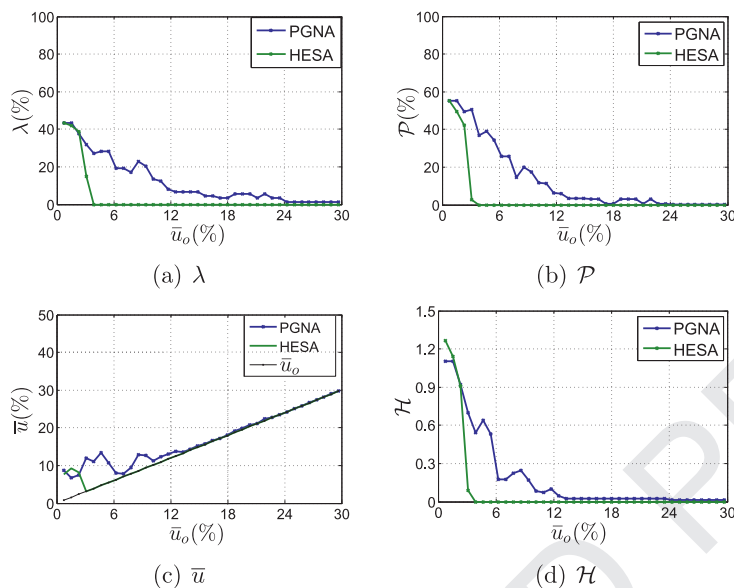 100
80
60
40
20
0
λ(%)
PGNA
HESA
0 6 12 18 24 30
ū_o(%)
(a) λ
100
80
60
40
20
0
𝒫(%)
PGNA
HESA
0 6 12 18 24 30
ū_o(%)
(b) 𝒫
50
40
30
20
10
0
ū(%)
PGNA
HESA
ū_o
0 6 12 18 24 30
ū_o(%)
(c) ū
1.5
1.2
0.9
0.6
0.3
0
ℋ
PGNA
HESA
0 6 12 18 24 30
ū_o(%)
(d) ℋ
D PR